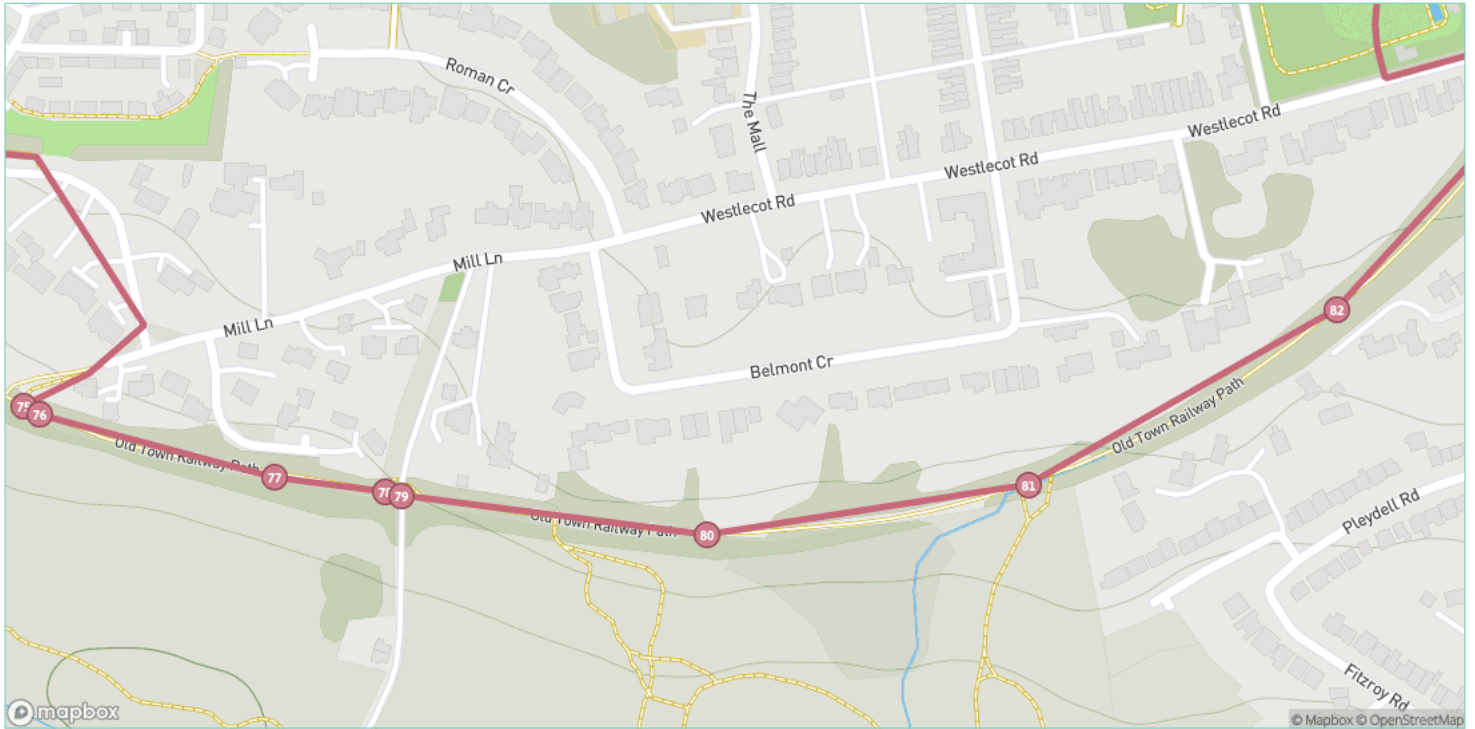 Roman Cr
The Mall
Westlecot Rd
Westlecot Rd
Westlecot Rd
Mill Ln
Mill Ln
Belmont Cr
82
75
76
Old Town Railway Path
77
78
79
Old Town Railway Path
80
81
Old Town Railway Path
Pleydell Rd
Fitzroy Rd
mapbox
© Mapbox © OpenStreetMap